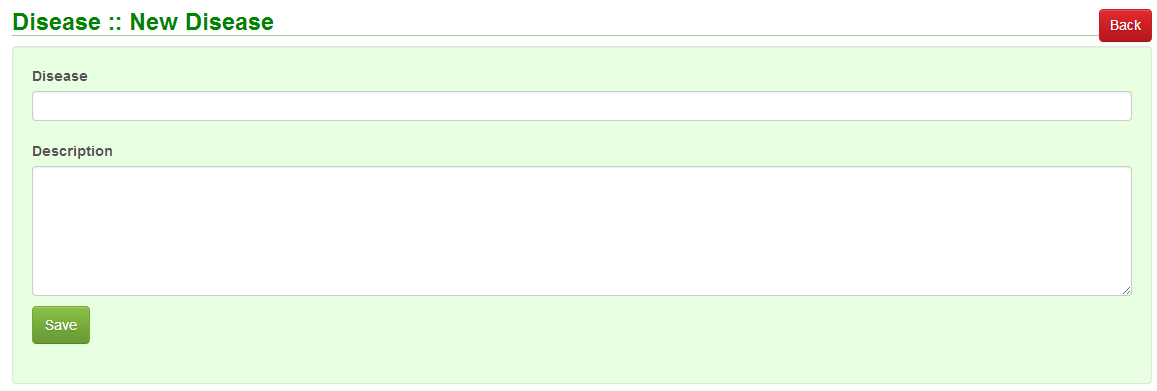 Disease :: New Disease
Back
Disease
Description
Save